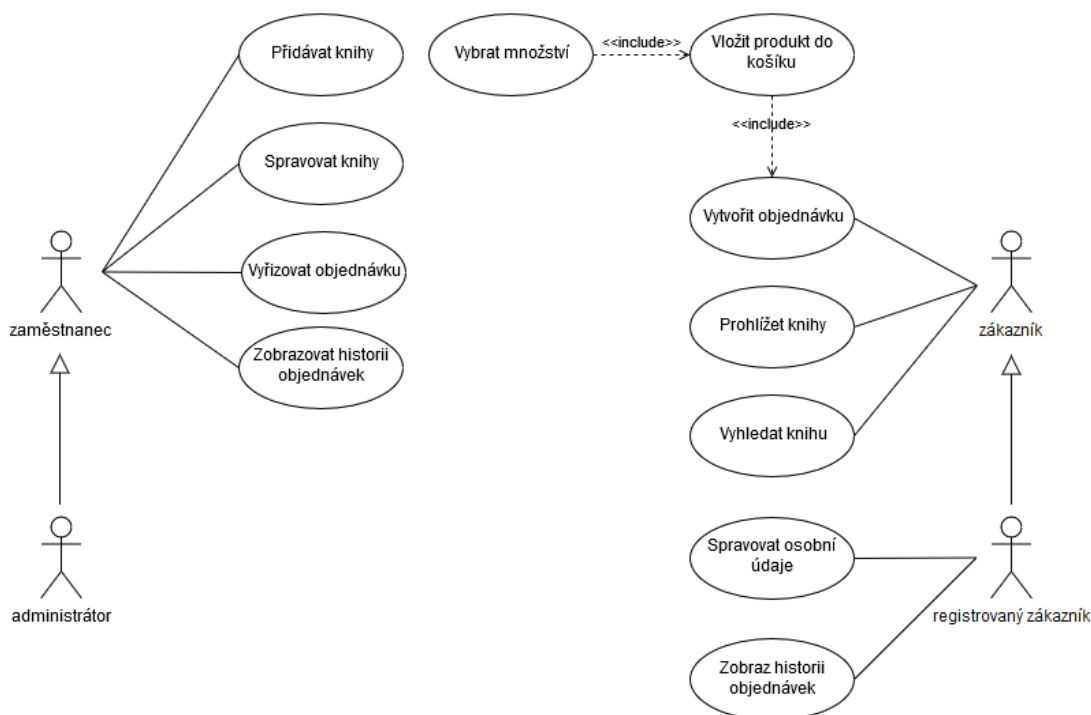 Přidávat knihy
Vybrat množství
<<include>>
Vložit produkt do
košíku
<<include>>
Spravovat knihy
Vytvořit objednávku
Vyřizovat objednávku
Prohlížet knihy
zaměstnanec
zákazník
Zobrazovat historii
objednávek
Vyhledat knihu
Spravovat osobní
údaje
administrátor
registrovaný zákazník
Zobraz historii
objednávek